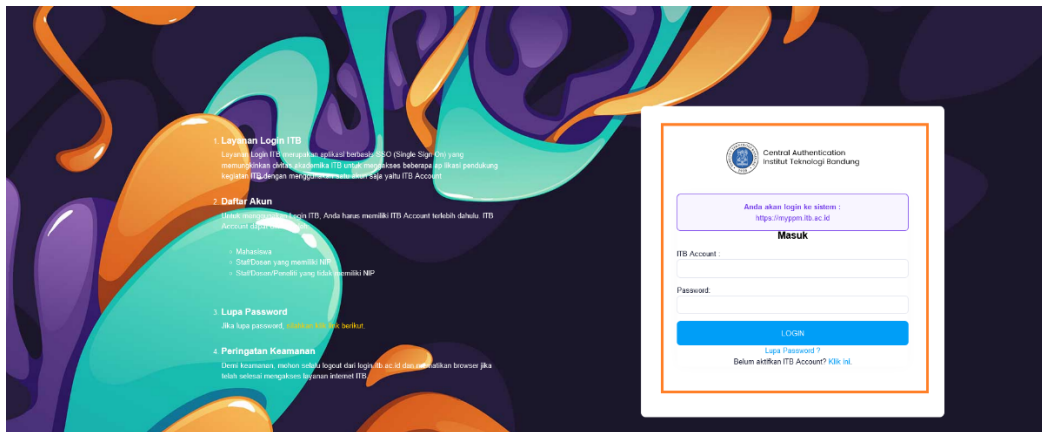 1. Layanan Login ITB
Layanan Login ITB merupakan aplikasi berbasis SSO (Single Sign On) yang
memungkinkan civitas akademika ITB untuk mengakses beberapa aplikasi pendukung
kegiatan ITB dengan menggunakan satu akun saja yaitu ITB Account
2. Daftar Akun
Untuk menggunakan Login ITB, Anda harus memiliki ITB Account terlebih dahulu. ITB
Account dapat
Mahasiswa
Staf/Dosen yang memiliki NIP
Staf/Dosen/Peneliti yang tidak memiliki NIP
3. Lupa Password
Jika lupa password, silahkan klik link berikut.
4. Peringatan Keamanan
Demi keamanan, mohon selalu logout dari login.itb.ac.id dan matikan browser jika
telah selesai mengakses layanan internet ITB.
Central Authentication
Institut Teknologi Bandung
Anda akan login ke sistem :
https://myppm.itb.ac.id
Masuk
ITB Account :
Password:
LOGIN
Lupa Password ?
Belum aktifkan ITB Account? Klik ini.